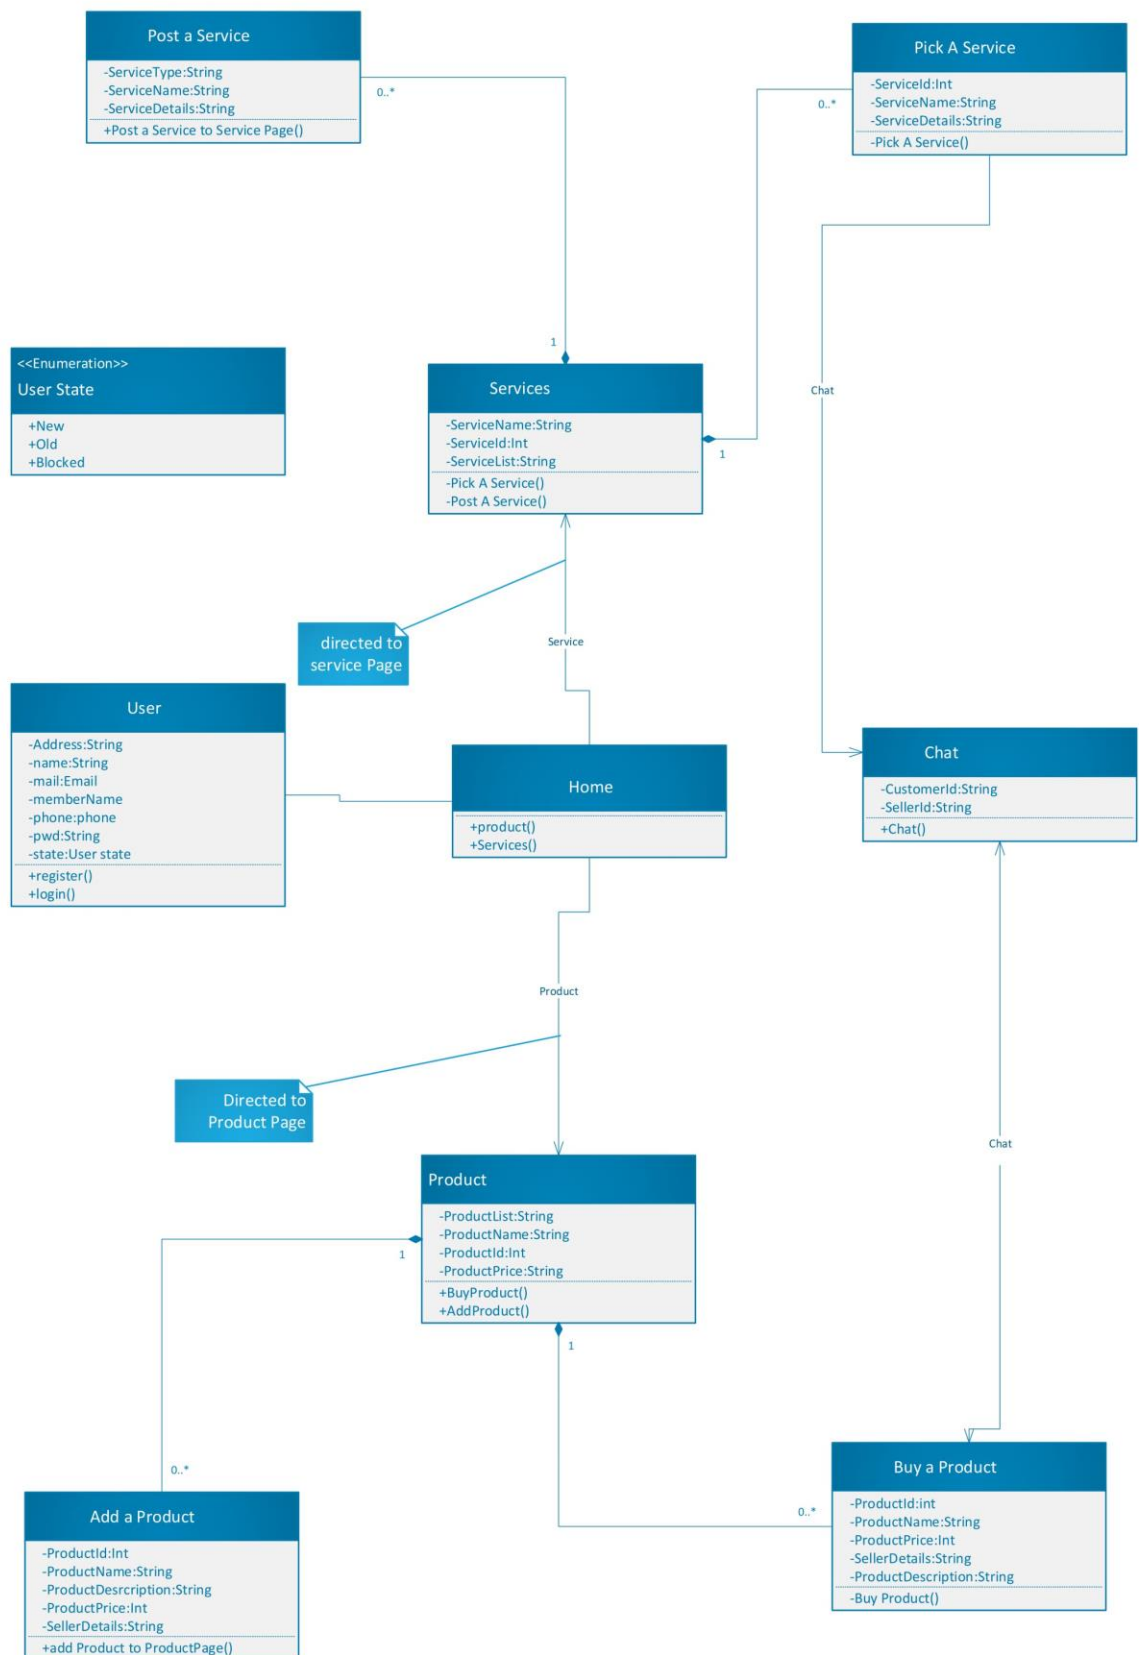 Post a Service
-ServiceType:String
-ServiceName:String
-ServiceDetails:String
+Post a Service to Service Page()
0..*
Pick A Service
-ServiceId:Int
-ServiceName:String
-ServiceDetails:String
-Pick A Service()
0..*
<<Enumeration>>
User State
+New
+Old
+Blocked
1
Services
-ServiceName:String
-ServiceId:Int
-ServiceList:String
-Pick A Service()
-Post A Service()
1
Chat
directed to
service Page
Service
User
-Address:String
-name:String
-mail:Email
-memberName
-phone:phone
-pwd:String
-state:User state
+register()
+login()
Home
+product()
+Services()
Chat
-CustomerId:String
-SellerId:String
+Chat()
Product
Directed to
Product Page
Chat
Product
-ProductList:String
-ProductName:String
-ProductId:Int
-ProductPrice:String
+BuyProduct()
+AddProduct()
1
1
0..*
Add a Product
-ProductId:Int
-ProductName:String
-ProductDesrcription:String
-ProductPrice:Int
-SellerDetails:String
+add Product to ProductPage()
0..*
Buy a Product
-ProductId:int
-ProductName:String
-ProductPrice:Int
-SellerDetails:String
-ProductDescription:String
-Buy Product()